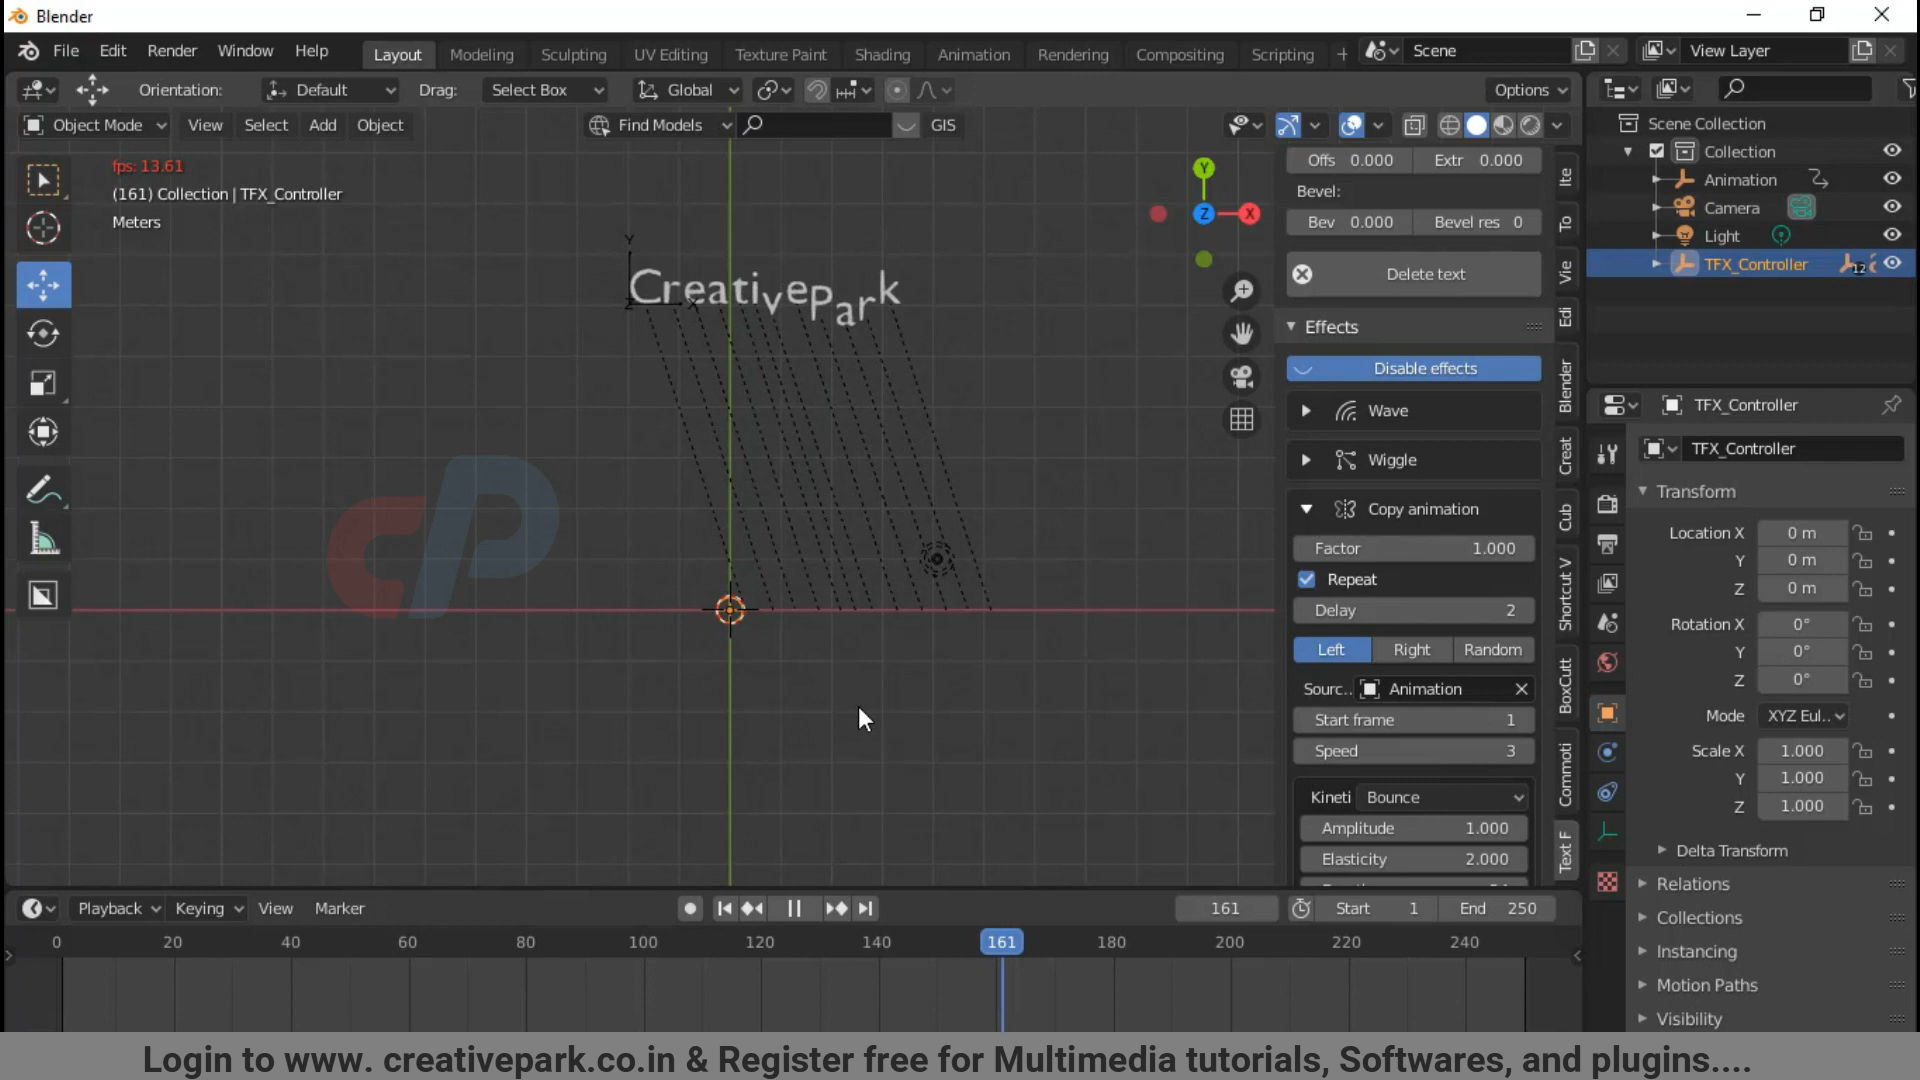 Blender
File Edit Render Window Help
Layout Modeling Sculpting UV Editing Texture Paint Shading Animation Rendering Compositing Scripting +
Scene
View Layer
Orientation: Default Drag: Select Box Global Options
Object Mode View Select Add Object Find Models GIS
fps: 13.61
(161) Collection | TFX_Controller
Meters
Y
X
Z
Y
X
Z
Creativepark
CP
Offs 0.000 Extr 0.000
Bevel:
Bev 0.000 Bevel res 0
Delete text
Effects
Disable effects
Wave
Wiggle
Copy animation
Factor 1.000
Repeat
Delay 2
Left Right Random
Sourc.. Animation
Start frame 1
Speed 3
Kineti Bounce
Amplitude 1.000
Elasticity 2.000
Ite
To
Vie
Edi
Blender
Creat
Cub
Shortcut V
BoxCutt
Commoti
Text F
Scene Collection
Collection
Animation
Camera
Light
TFX_Controller 12
TFX_Controller
TFX_Controller
Transform
Location X 0 m
Y 0 m
Z 0 m
Rotation X 0°
Y 0°
Z 0°
Mode XYZ Eul..
Scale X 1.000
Y 1.000
Z 1.000
Delta Transform
Relations
Collections
Instancing
Motion Paths
Visibility
Playback Keying View Marker 161 Start 1 End 250
0 20 40 60 80 100 120 140 161 180 200 220 240
Login to www. creativepark.co.in & Register free for Multimedia tutorials, Softwares, and plugins....